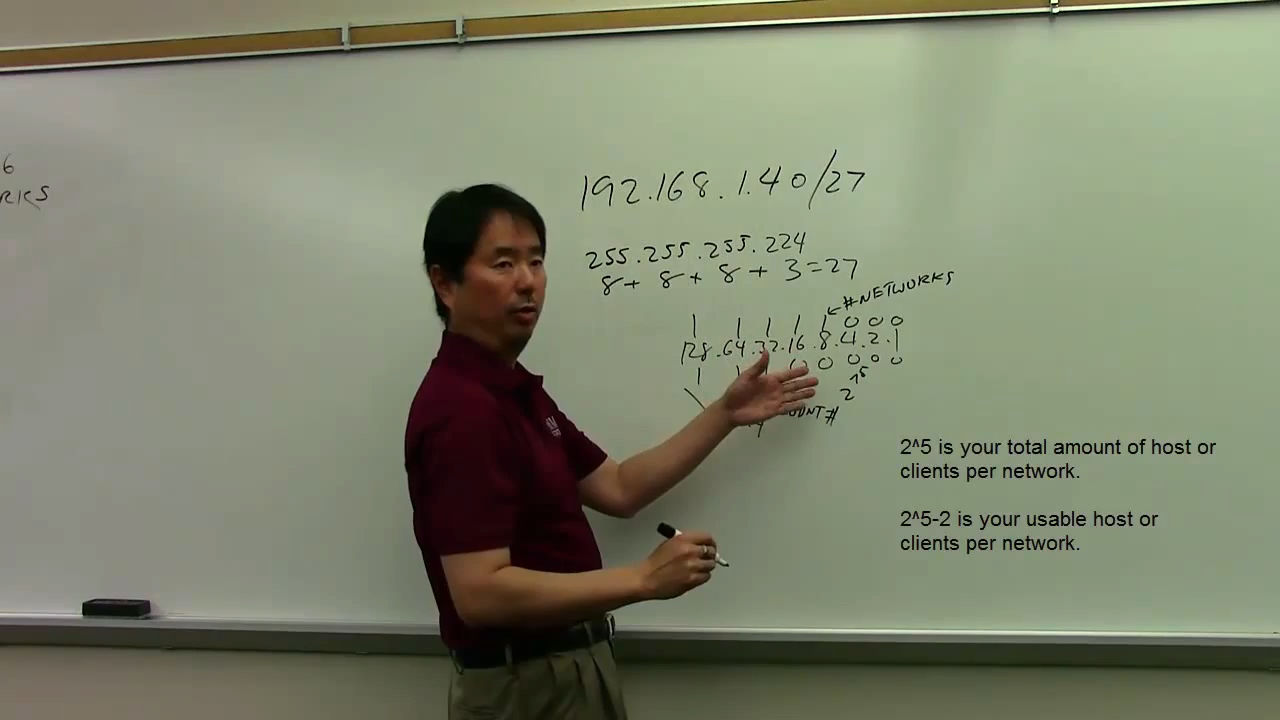 6
RKS
192.168.1.40/27
255.255.255.224
8+ 8+ 8+ 3=27
#NETWORKS
1 1 1 1 1 0 0 0
128.64.32.16.8.4.2.1
1 1 0 0 0 0 0
2^5
#
2^5 is your total amount of host or
clients per network.
2^5-2 is your usable host or
clients per network.